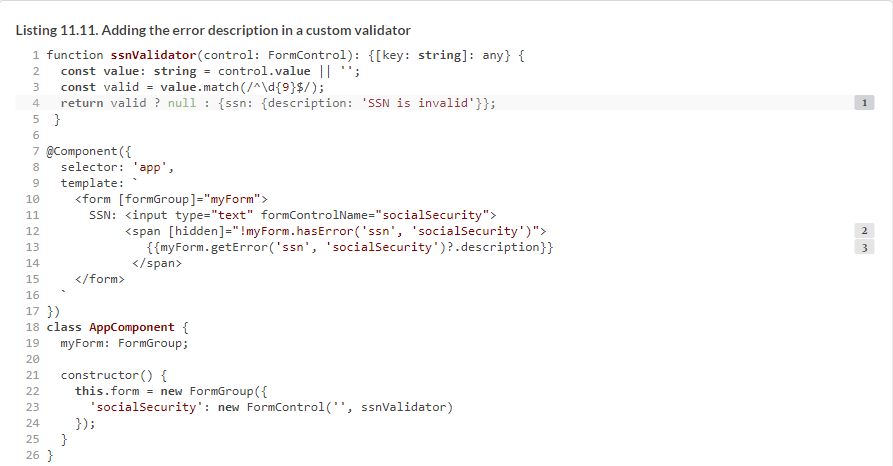 Listing 11.11. Adding the error description in a custom validator
1 function ssnValidator(control: FormControl): {[key: string]: any} {
2   const value: string = control.value || '';
3   const valid = value.match(/^\d{9}$/);
4   return valid ? null : {ssn: {description: 'SSN is invalid'}}; 1
5  }
6
7 @Component({
8   selector: 'app',
9   template: `
10     <form [formGroup]="myForm">
11       SSN: <input type="text" formControlName="socialSecurity">
12            <span [hidden]="!myForm.hasError('ssn', 'socialSecurity')"> 2
13               {{myForm.getError('ssn', 'socialSecurity')?.description}} 3
14             </span>
15     </form>
16   `
17 })
18 class AppComponent {
19   myForm: FormGroup;
20
21   constructor() {
22     this.form = new FormGroup({
23       'socialSecurity': new FormControl('', ssnValidator)
24     });
25   }
26 }